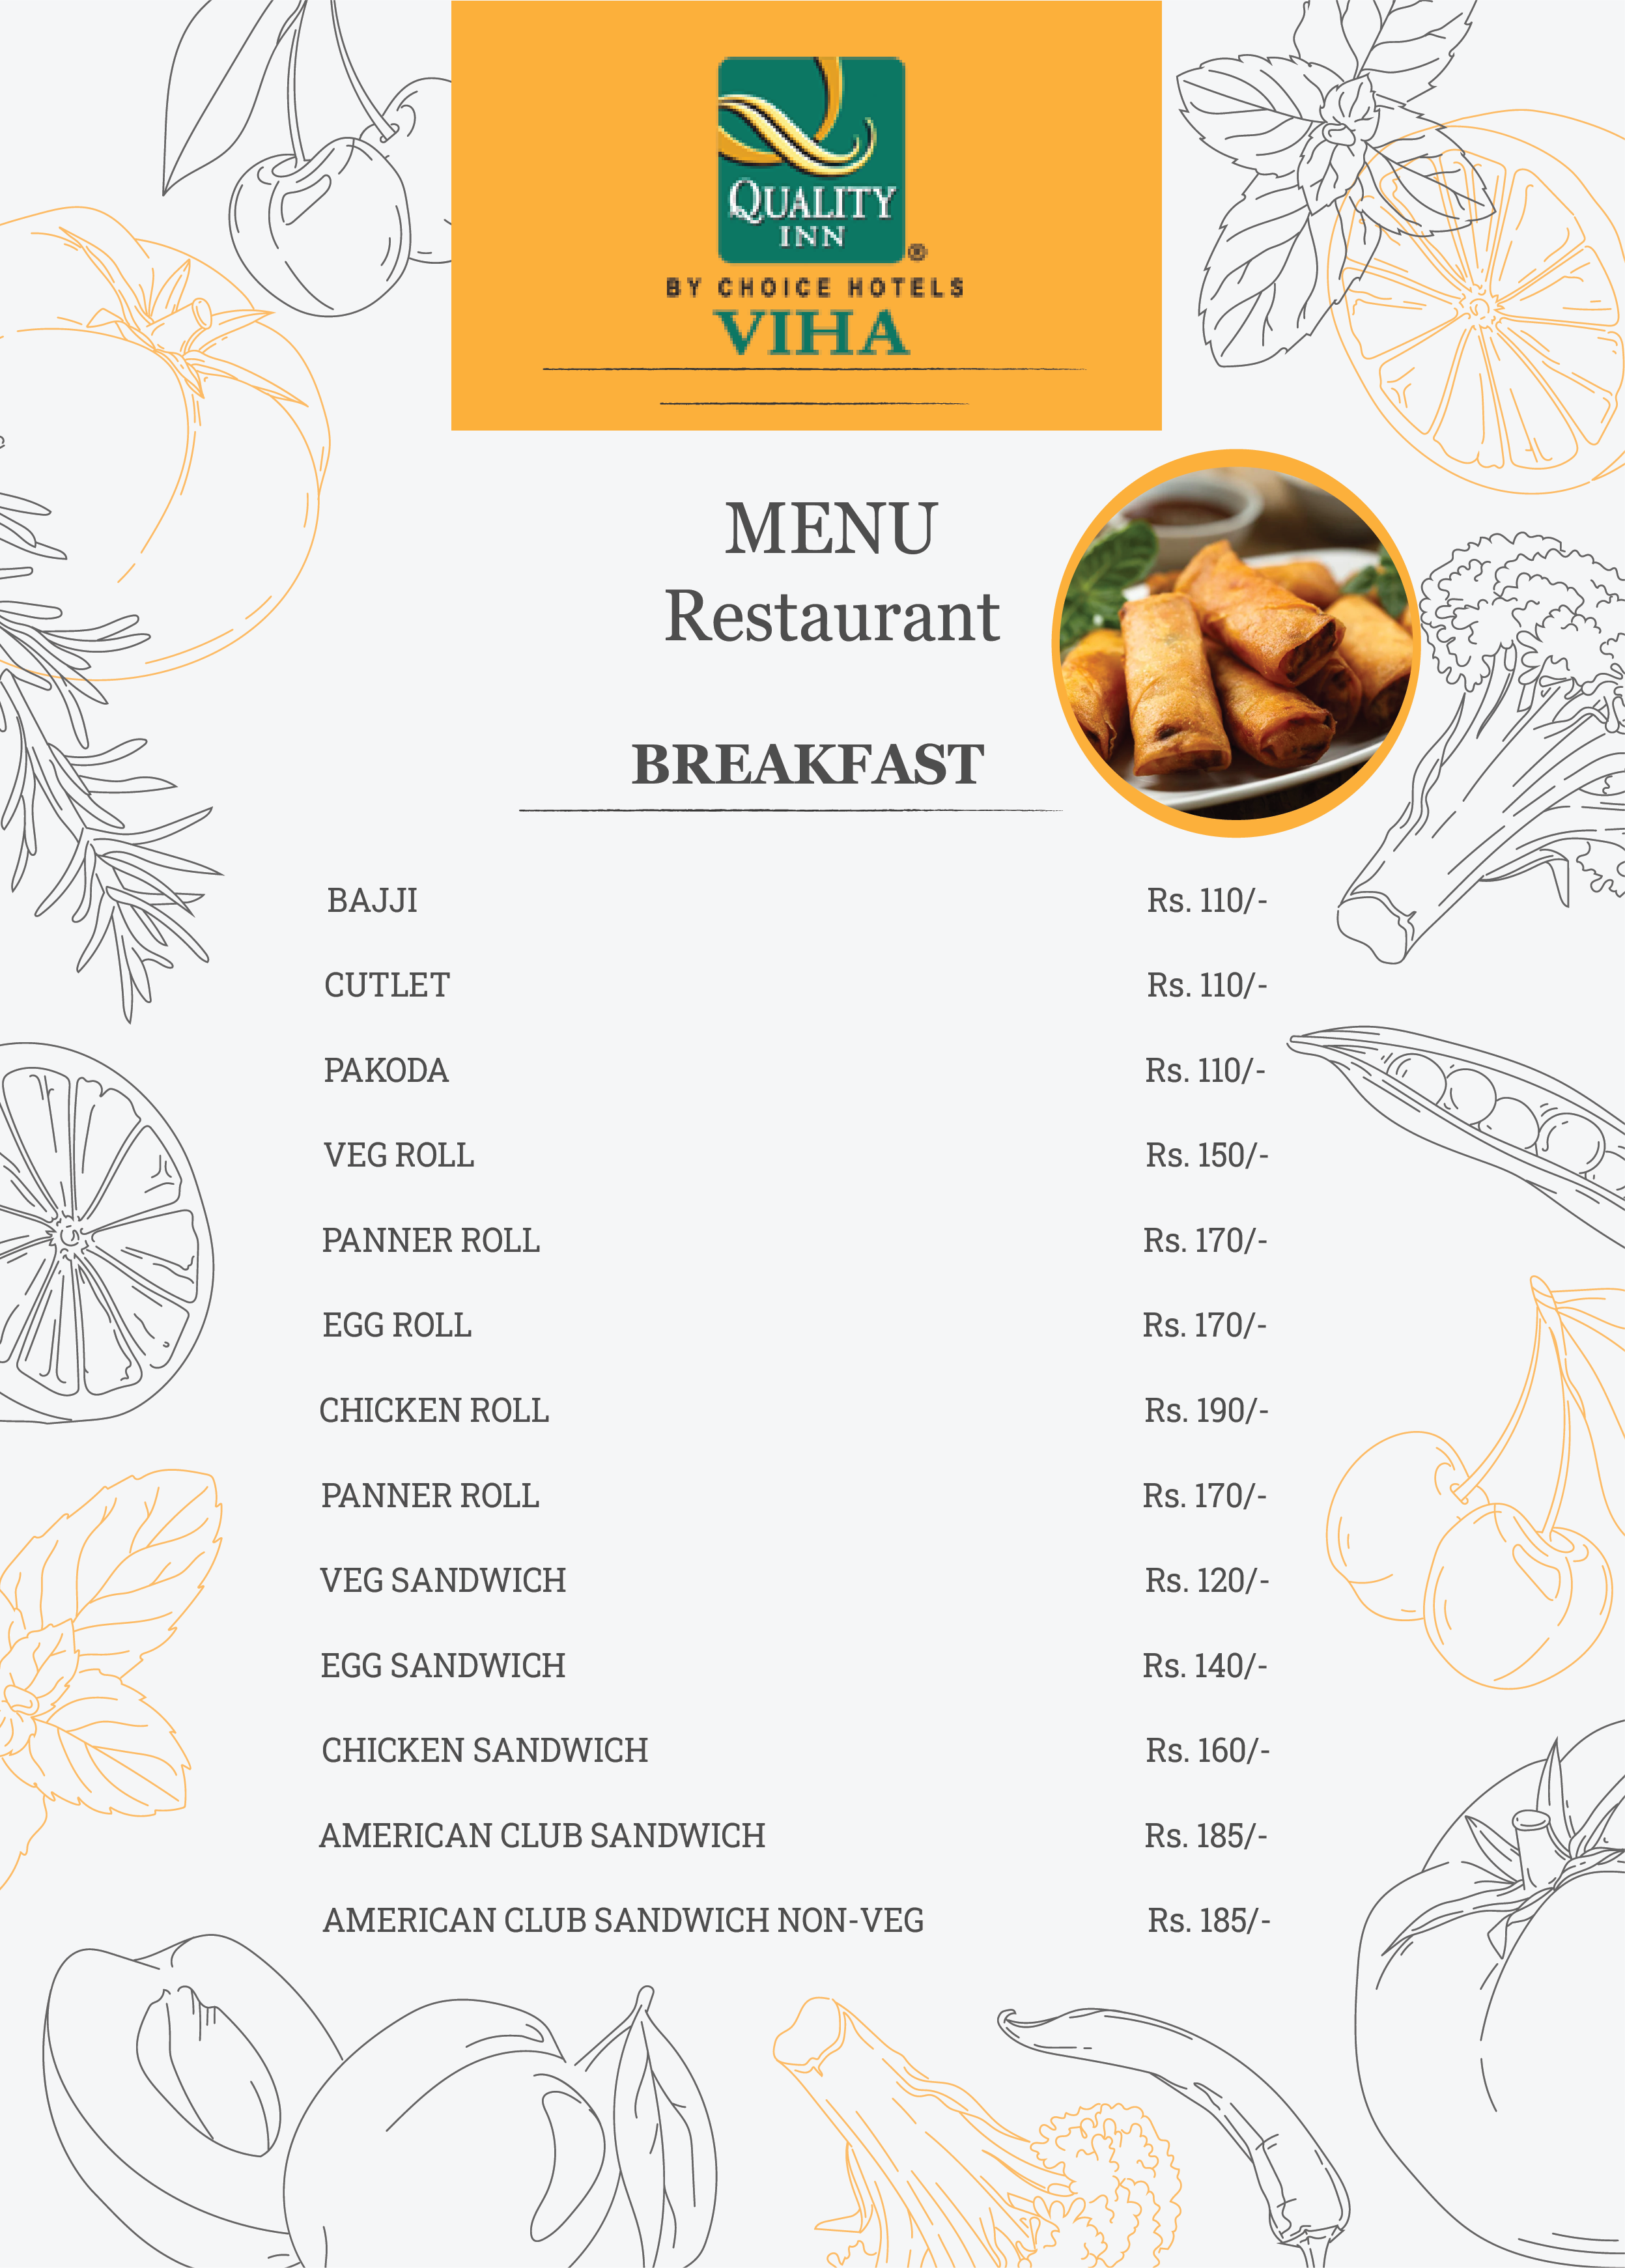 QUALITY
INN
®
BY CHOICE HOTELS
VIHA
MENU
Restaurant
BREAKFAST
BAJJI Rs. 110/-
CUTLET Rs. 110/-
PAKODA Rs. 110/-
VEG ROLL Rs. 150/-
PANNER ROLL Rs. 170/-
EGG ROLL Rs. 170/-
CHICKEN ROLL Rs. 190/-
PANNER ROLL Rs. 170/-
VEG SANDWICH Rs. 120/-
EGG SANDWICH Rs. 140/-
CHICKEN SANDWICH Rs. 160/-
AMERICAN CLUB SANDWICH Rs. 185/-
AMERICAN CLUB SANDWICH NON-VEG Rs. 185/-